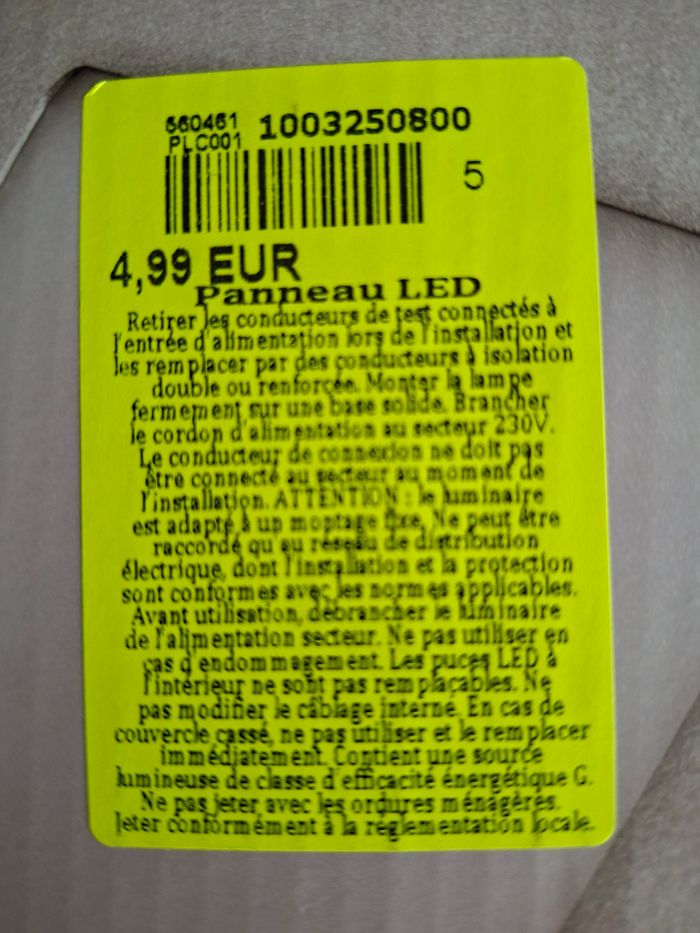 660461 1003250800
PLC001
5
4,99 EUR
Panneau LED
Retirer les conducteurs de test connectés à
l'entrée d'alimentation lors de l'installation et
les remplacer par des conducteurs à isolation
double ou renforçée. Monter la lampe
fermement sur une base solide. Brancher
le cordon d'alimentation au secteur 230V.
Le conducteur de connexion ne doit pas
être connecté au secteur au moment de
l'installation. ATTENTION : le luminaire
est adapté à un montage fixe. Ne peut être
raccordé qu'au réseau de distribution
électrique, dont l'installation et la protection
sont conformes avec les normes applicables.
Avant utilisation, débrancher le luminaire
de l'alimentation secteur. Ne pas utiliser en
cas d'endommagement. Les puces LED à
l'intérieur ne sont pas remplaçables. Ne
pas modifier le câblage interne. En cas de
couvercle cassé, ne pas utiliser et le remplacer
immédiatement. Contient une source
lumineuse de classe d'efficacité énergétique G.
Ne pas jeter avec les ordures ménagères.
Jeter conformément à la réglementation locale.